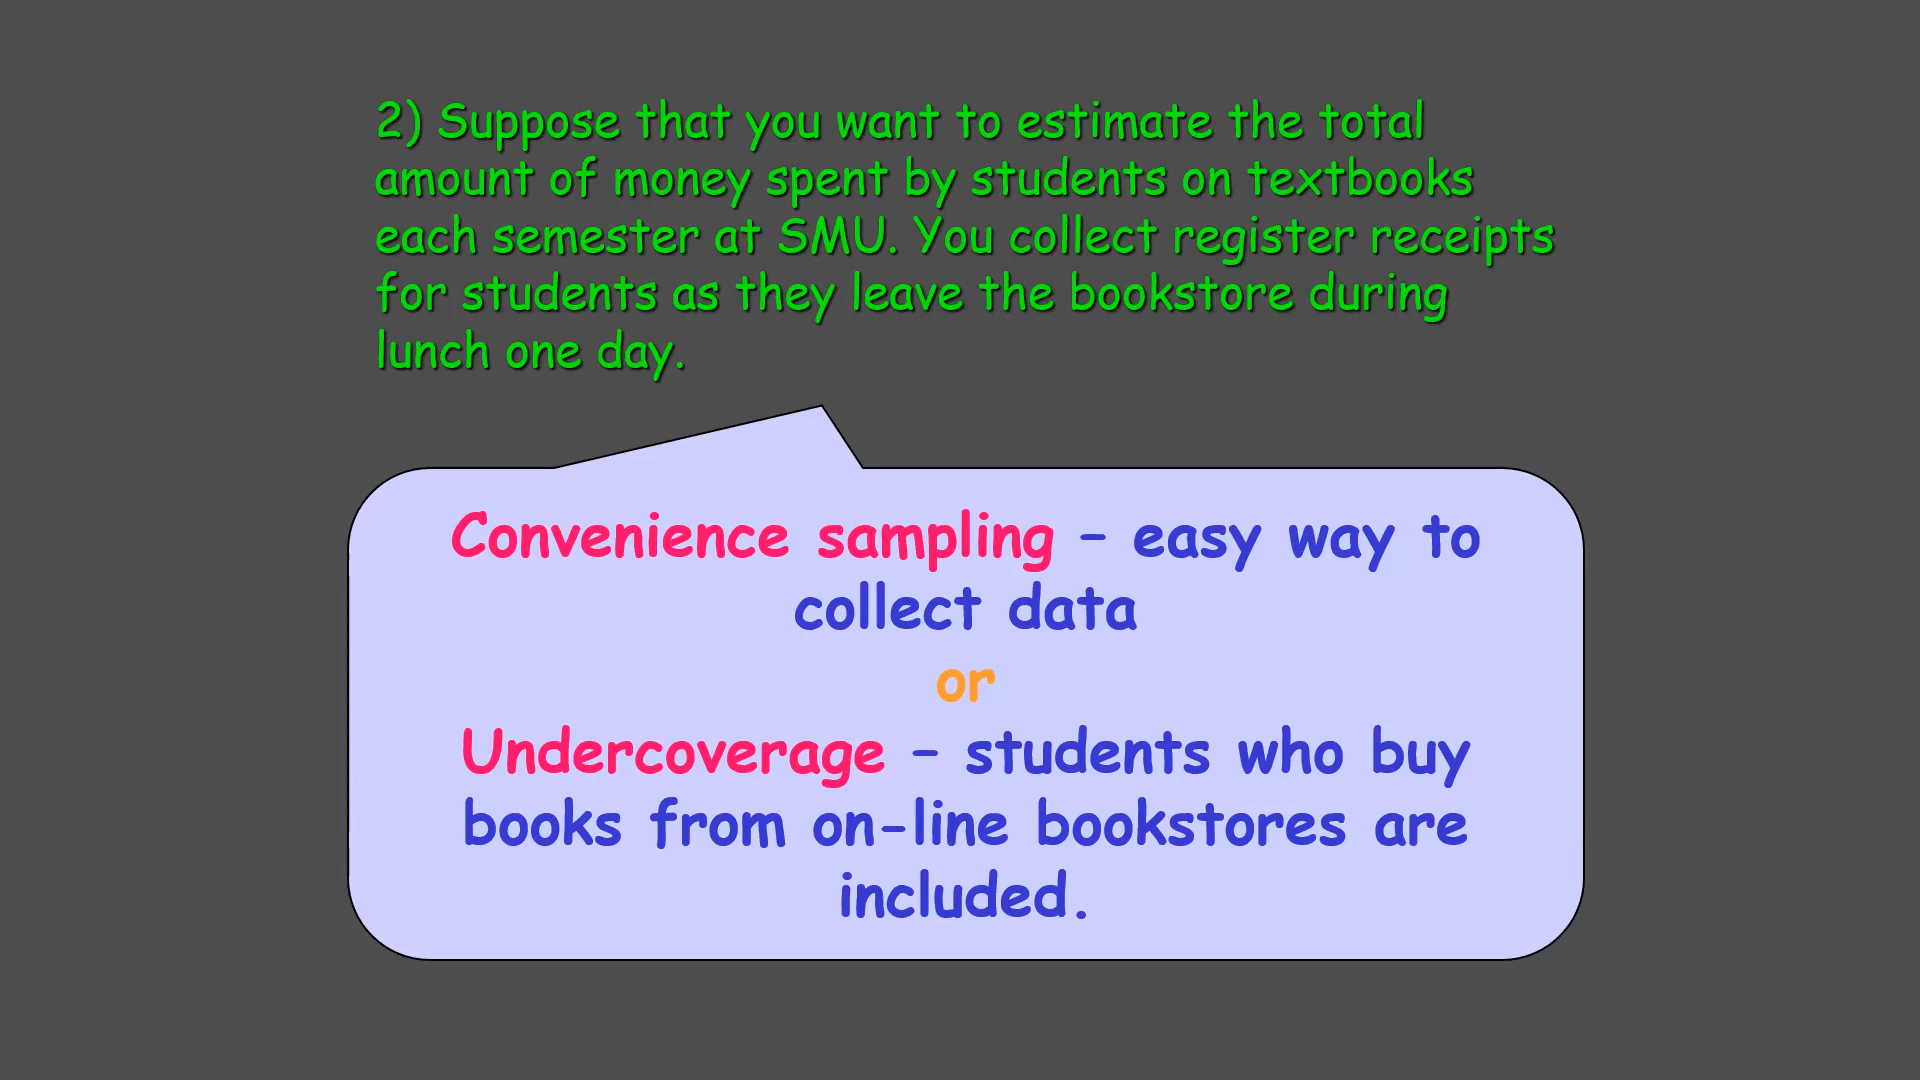 2) Suppose that you want to estimate the total
amount of money spent by students on textbooks
each semester at SMU. You collect register receipts
for students as they leave the bookstore during
lunch one day.
Convenience sampling – easy way to
collect data
or
Undercoverage – students who buy
books from on-line bookstores are
included.